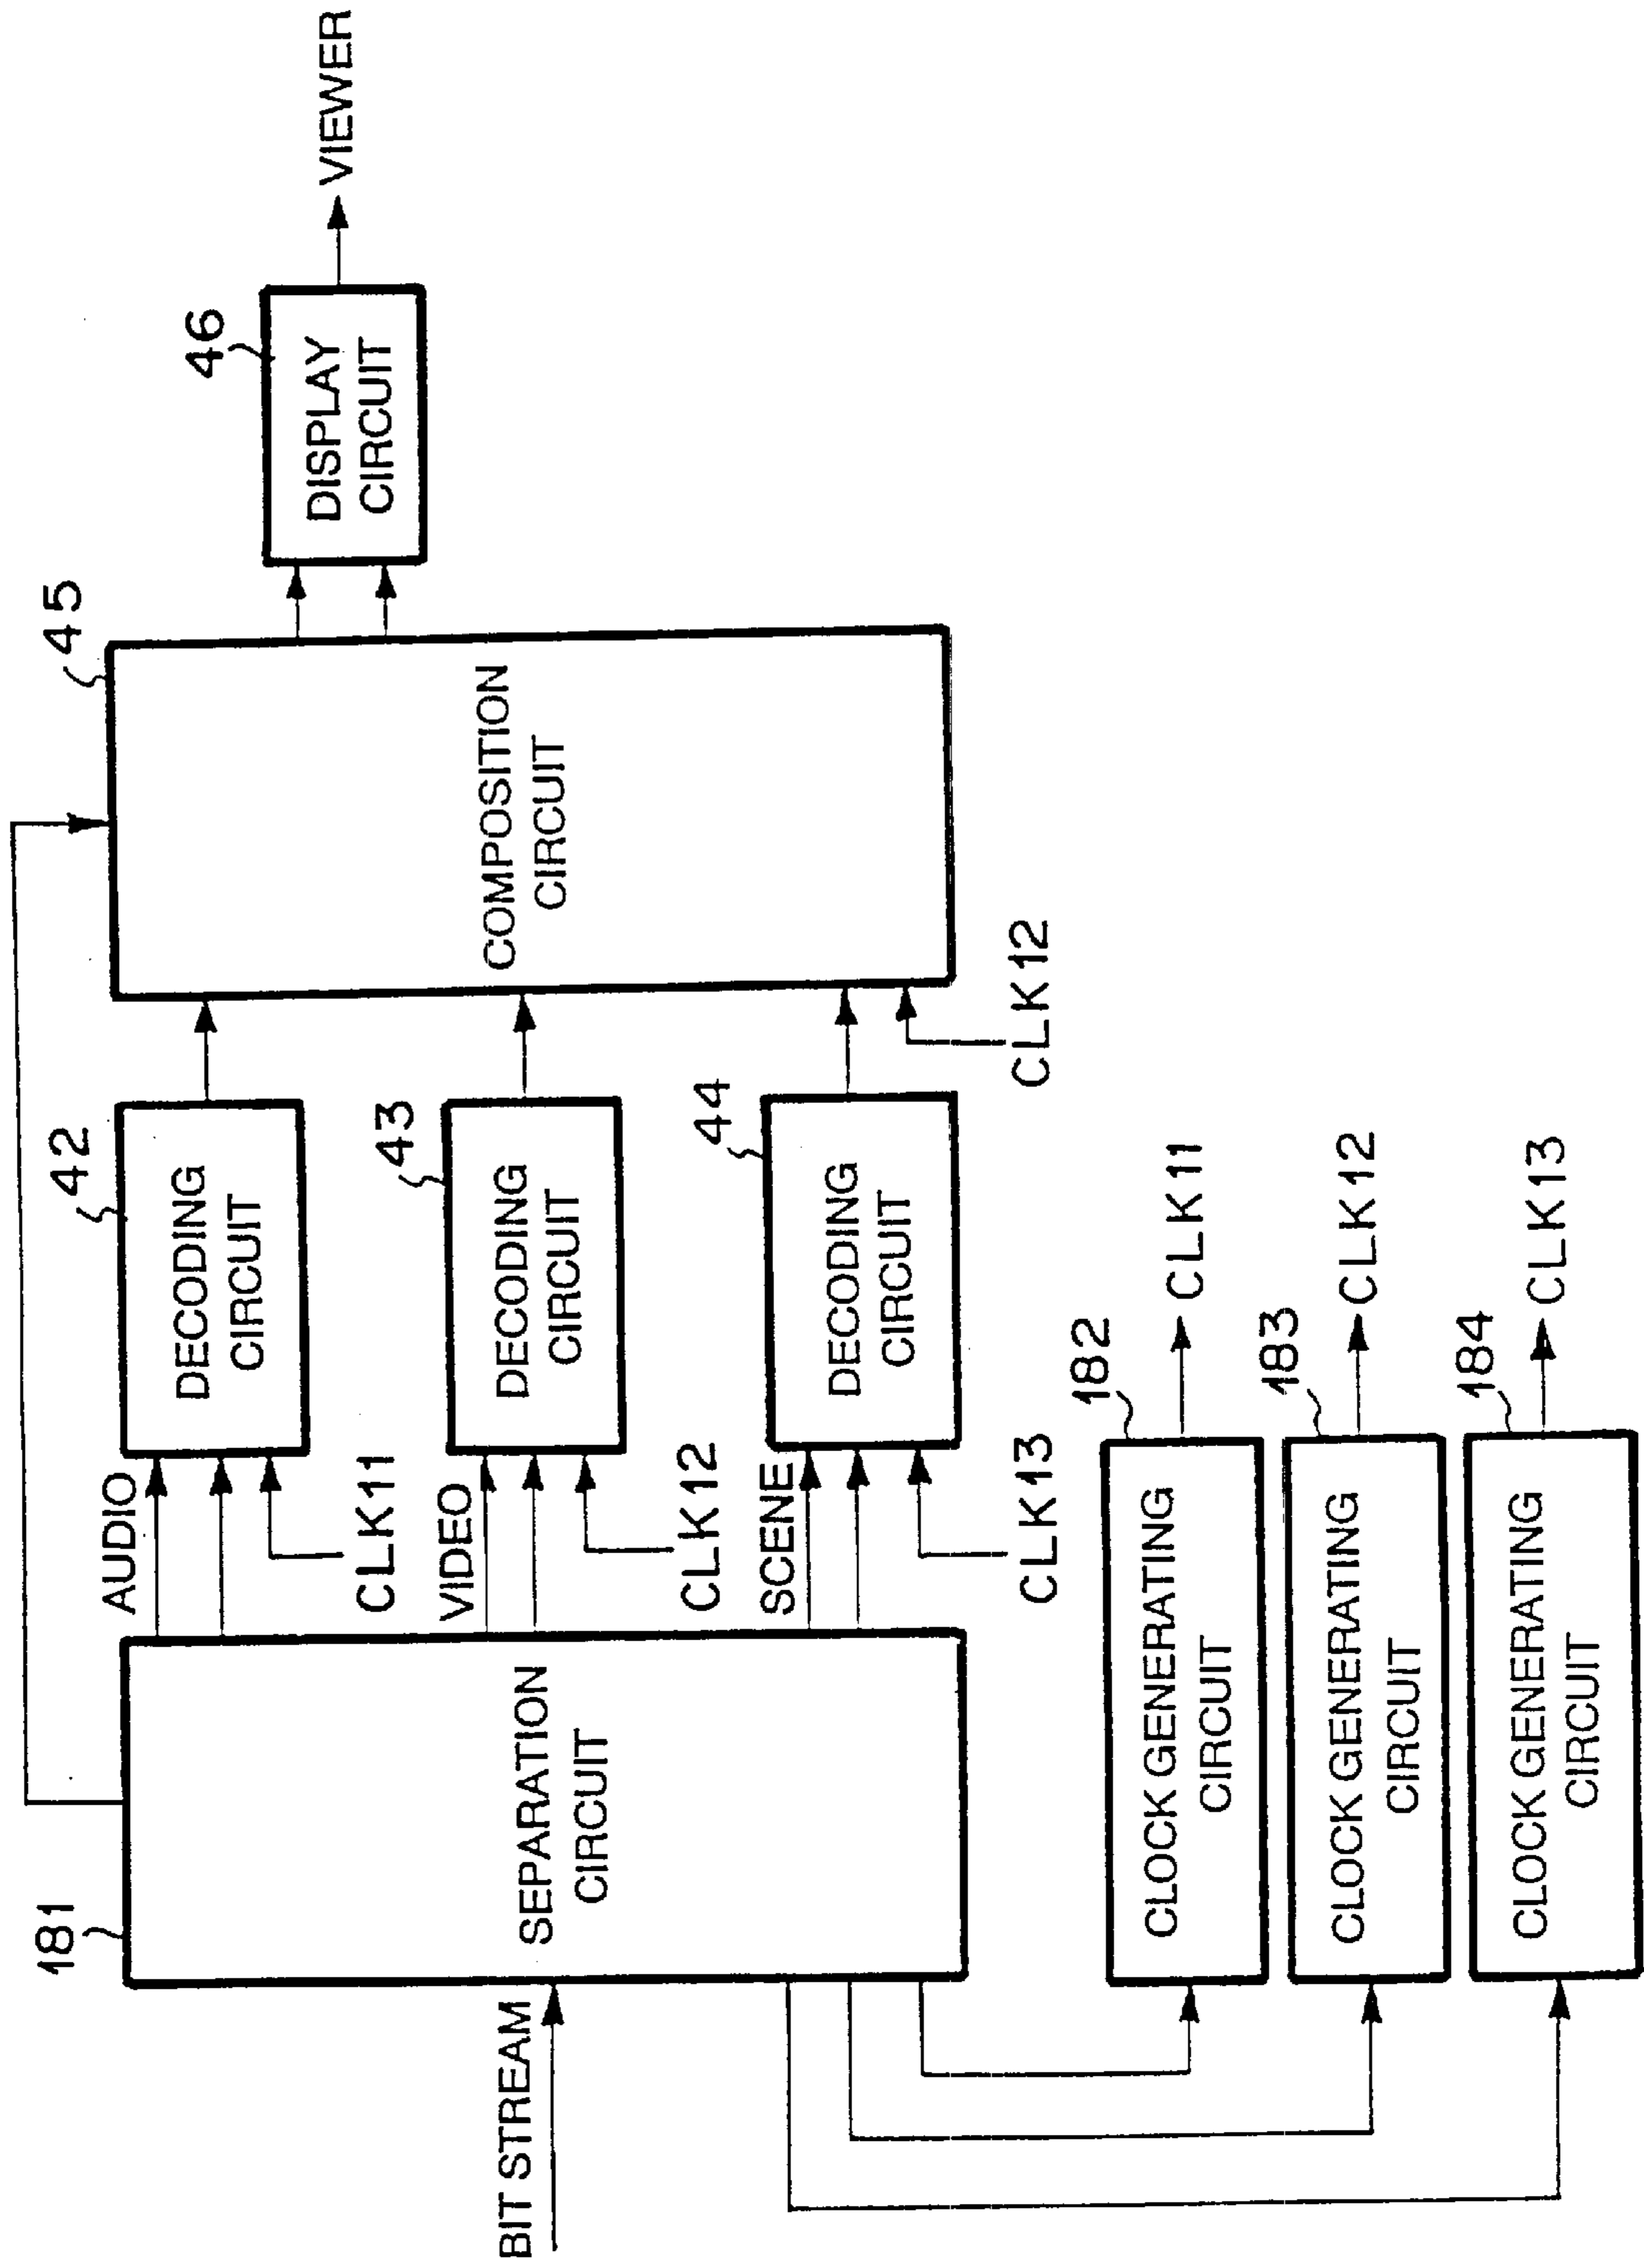 BIT STREAM
181
SEPARATION
CIRCUIT
AUDIO
CLK11
VIDEO
CLK12
SCENE
CLK13
42
DECODING
CIRCUIT
43
DECODING
CIRCUIT
44
DECODING
CIRCUIT
CLK12
45
COMPOSITION
CIRCUIT
46
DISPLAY
CIRCUIT
VIEWER
182
CLOCK GENERATING
CIRCUIT
CLK11
183
CLOCK GENERATING
CIRCUIT
CLK12
184
CLOCK GENERATING
CIRCUIT
CLK13